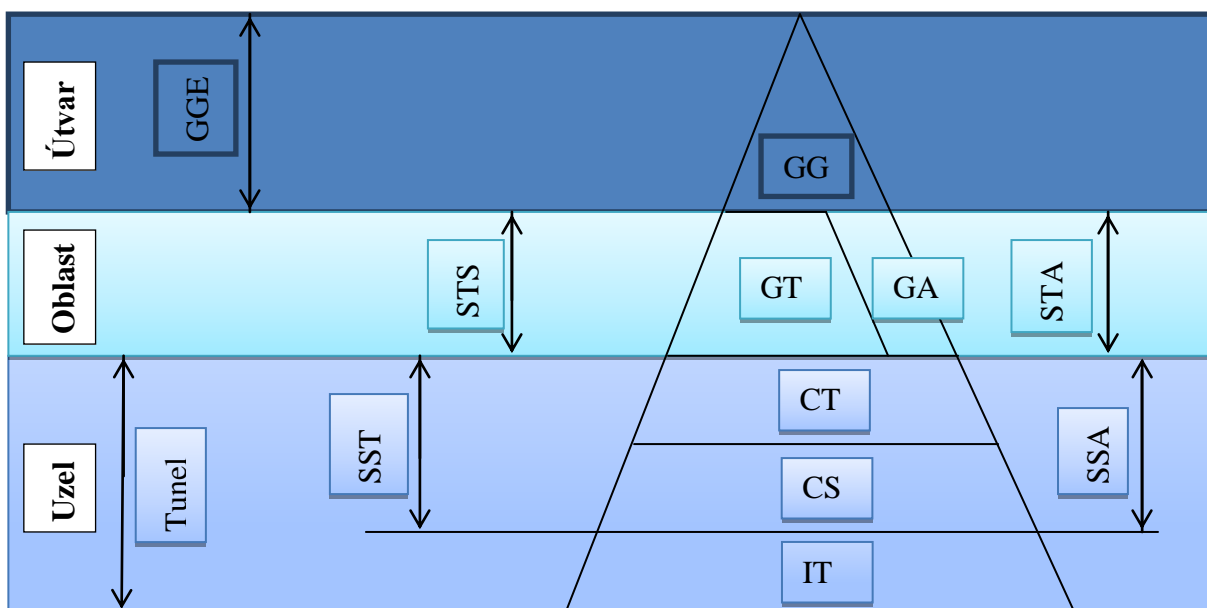 Útvar
GGE
GG
Oblast
STS
GT
GA
STA
Uzel
Tunel
SST
CT
CS
IT
SSA